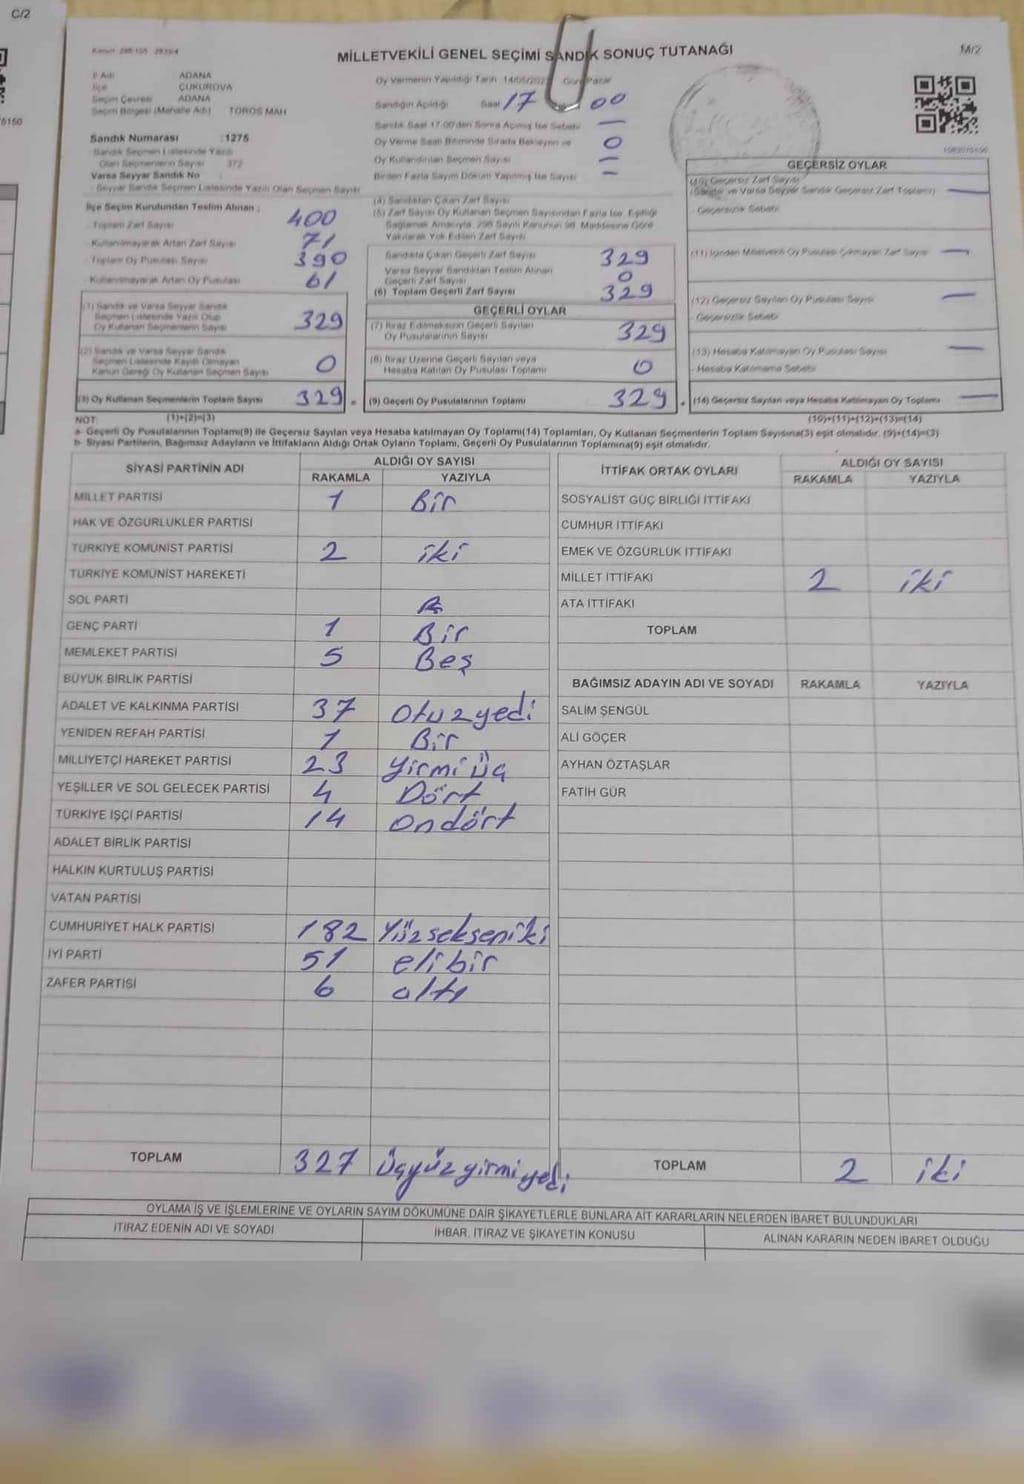 C/2
MİLLETVEKİLİ GENEL SEÇİMİ SANDIK SONUÇ TUTANAĞI
M/2
İl Adı ADANA
İlçe ÇUKUROVA
Seçim Çevresi ADANA
Seçim Bölgesi (Mahalle Adı) TOROS MAH
Oy Vermenin Yapıldığı Tarih 14/05/202 Gün Pazar
Sandığın Açıldığı Saat 17 00
Sandık Saat 17:00'den Sonra Açılmış İse Sebebi —
Oy Verme Saati Bitiminde Sırada Bekleyen ve 0
Oy Kullandırılan Seçmen Sayısı —
Birden Fazla Sayım Döküm Yapılmış İse Sayısı —
Sandık Numarası :1275
Sandık Seçmen Listesinde Yazılı
Olan Seçmenlerin Sayısı 372
Varsa Seyyar Sandık No :
Seyyar Sandık Seçmen Listesinde Yazılı Olan Seçmen Sayısı
İlçe Seçim Kurulundan Teslim Alınan :
Toplam Zarf Sayısı 400
Kullanılmayarak Artan Zarf Sayısı 71
Toplam Oy Pusulası Sayısı 390
Kullanılmayarak Artan Oy Pusulası 61
(1) Sandık ve Varsa Seyyar Sandık
Seçmen Listesinde Yazılı Olup
Oy Kullanan Seçmenlerin Sayısı 329
(2) Sandık ve Varsa Seyyar Sandık
Seçmen Listesinde Kayıtlı Olmayan
Kanun Gereği Oy Kullanan Seçmen Sayısı 0
(3) Oy Kullanan Seçmenlerin Toplam Sayısı 329
(4) Sandıktan Çıkan Zarf Sayısı
(5) Zarf Sayısı Oy Kullanan Seçmen Sayısından Fazla İse, Eşitliği
Sağlamak Amacıyla, 298 Sayılı Kanunun 98. Maddesine Göre
Yakılarak Yok Edilen Zarf Sayısı
Sandıkta Çıkan Geçerli Zarf Sayısı 329
Varsa Seyyar Sandıktan Teslim Alınan
Geçerli Zarf Sayısı 0
(6) Toplam Geçerli Zarf Sayısı 329
GEÇERLİ OYLAR
(7) İtiraz Edilmeksizin Geçerli Sayılan
Oy Pusulalarının Sayısı 329
(8) İtiraz Üzerine Geçerli Sayılan veya
Hesaba Katılan Oy Pusulası Toplamı 0
(9) Geçerli Oy Pusulalarının Toplamı 329
GEÇERSİZ OYLAR
(10) Geçersiz Zarf Sayısı
(Sandık ve Varsa Seyyar Sandık Geçersiz Zarf Toplamı) —
Geçersizlik Sebebi
(11) İçinden Milletvekili Oy Pusulası Çıkmayan Zarf Sayısı —
(12) Geçersiz Sayılan Oy Pusulası Sayısı —
Geçersizlik Sebebi
(13) Hesaba Katılmayan Oy Pusulası Sayısı —
- Hesaba Katılmama Sebebi
(14) Geçersiz Sayılan veya Hesaba Katılmayan Oy Toplamı —
NOT: (1)+(2)=(3)
(10)+(11)+(12)+(13)=(14)
a- Geçerli Oy Pusulalarının Toplamı(9) ile Geçersiz Sayılan veya Hesaba katılmayan Oy Toplamı(14) Toplamları, Oy Kullanan Seçmenlerin Toplam Sayısına(3) eşit olmalıdır. (9)+(14)=(3)
b- Siyasi Partilerin, Bağımsız Adayların ve İttifakların Aldığı Ortak Oyların Toplamı, Geçerli Oy Pusulalarının Toplamına(9) eşit olmalıdır.
SİYASİ PARTİNİN ADI ALDIĞI OY SAYISI
RAKAMLA YAZIYLA
MİLLET PARTİSİ 1 Bir
HAK VE ÖZGÜRLÜKLER PARTİSİ
TÜRKİYE KOMÜNİST PARTİSİ 2 iki
TÜRKİYE KOMÜNİST HAREKETİ
SOL PARTİ
GENÇ PARTİ 1 Bir
MEMLEKET PARTİSİ 5 Beş
BÜYÜK BİRLİK PARTİSİ
ADALET VE KALKINMA PARTİSİ 37 Otuzyedi
YENİDEN REFAH PARTİSİ 1 Bir
MİLLİYETÇİ HAREKET PARTİSİ 23 Yirmi üç
YEŞİLLER VE SOL GELECEK PARTİSİ 4 Dört
TÜRKİYE İŞÇİ PARTİSİ 14 ondört
ADALET BİRLİK PARTİSİ
HALKIN KURTULUŞ PARTİSİ
VATAN PARTİSİ
CUMHURİYET HALK PARTİSİ 182 Yüzsekseniki
İYİ PARTİ 51 elibir
ZAFER PARTİSİ 6 altı
TOPLAM 327 üçyüzyirmiyedi
İTTİFAK ORTAK OYLARI ALDIĞI OY SAYISI
RAKAMLA YAZIYLA
SOSYALİST GÜÇ BİRLİĞİ İTTİFAKI
CUMHUR İTTİFAKI
EMEK VE ÖZGÜRLÜK İTTİFAKI
MİLLET İTTİFAKI 2 iki
ATA İTTİFAKI
TOPLAM
BAĞIMSIZ ADAYIN ADI VE SOYADI RAKAMLA YAZIYLA
SALİM ŞENGÜL
ALİ GÖÇER
AYHAN ÖZTAŞLAR
FATİH GÜR
TOPLAM 2 iki
OYLAMA İŞ VE İŞLEMLERİNE VE OYLARIN SAYIM DÖKÜMÜNE DAİR ŞİKAYETLERLE BUNLARA AİT KARARLARIN NELERDEN İBARET BULUNDUKLARI
İTİRAZ EDENİN ADI VE SOYADI
İHBAR, İTİRAZ VE ŞİKAYETİN KONUSU
ALINAN KARARIN NEDEN İBARET OLDUĞU